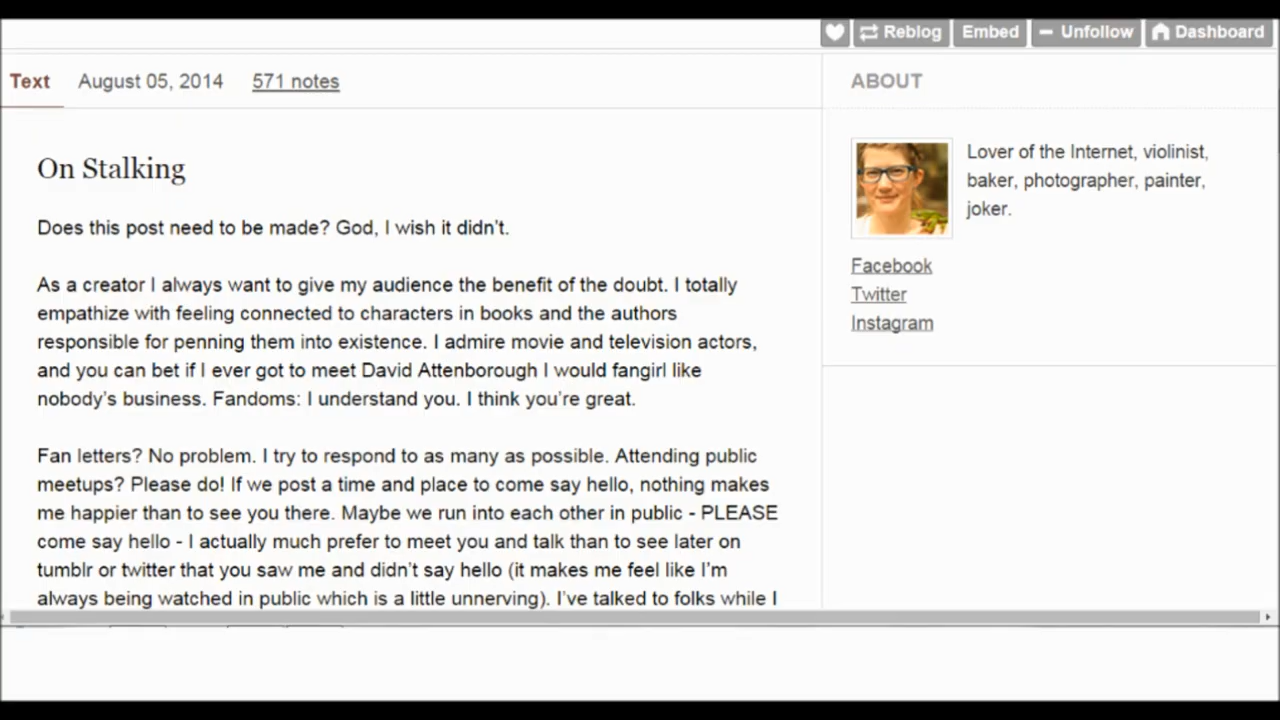 Reblog
Embed
Unfollow
Dashboard
Text
August 05, 2014
571 notes
ABOUT
On Stalking
Does this post need to be made? God, I wish it didn't.
As a creator I always want to give my audience the benefit of the doubt. I totally
empathize with feeling connected to characters in books and the authors
responsible for penning them into existence. I admire movie and television actors,
and you can bet if I ever got to meet David Attenborough I would fangirl like
nobody's business. Fandoms: I understand you. I think you're great.
Fan letters? No problem. I try to respond to as many as possible. Attending public
meetups? Please do! If we post a time and place to come say hello, nothing makes
me happier than to see you there. Maybe we run into each other in public - PLEASE
come say hello - I actually much prefer to meet you and talk than to see later on
tumblr or twitter that you saw me and didn't say hello (it makes me feel like I'm
always being watched in public which is a little unnerving). I've talked to folks while I
Lover of the Internet, violinist,
baker, photographer, painter,
joker.
Facebook
Twitter
Instagram